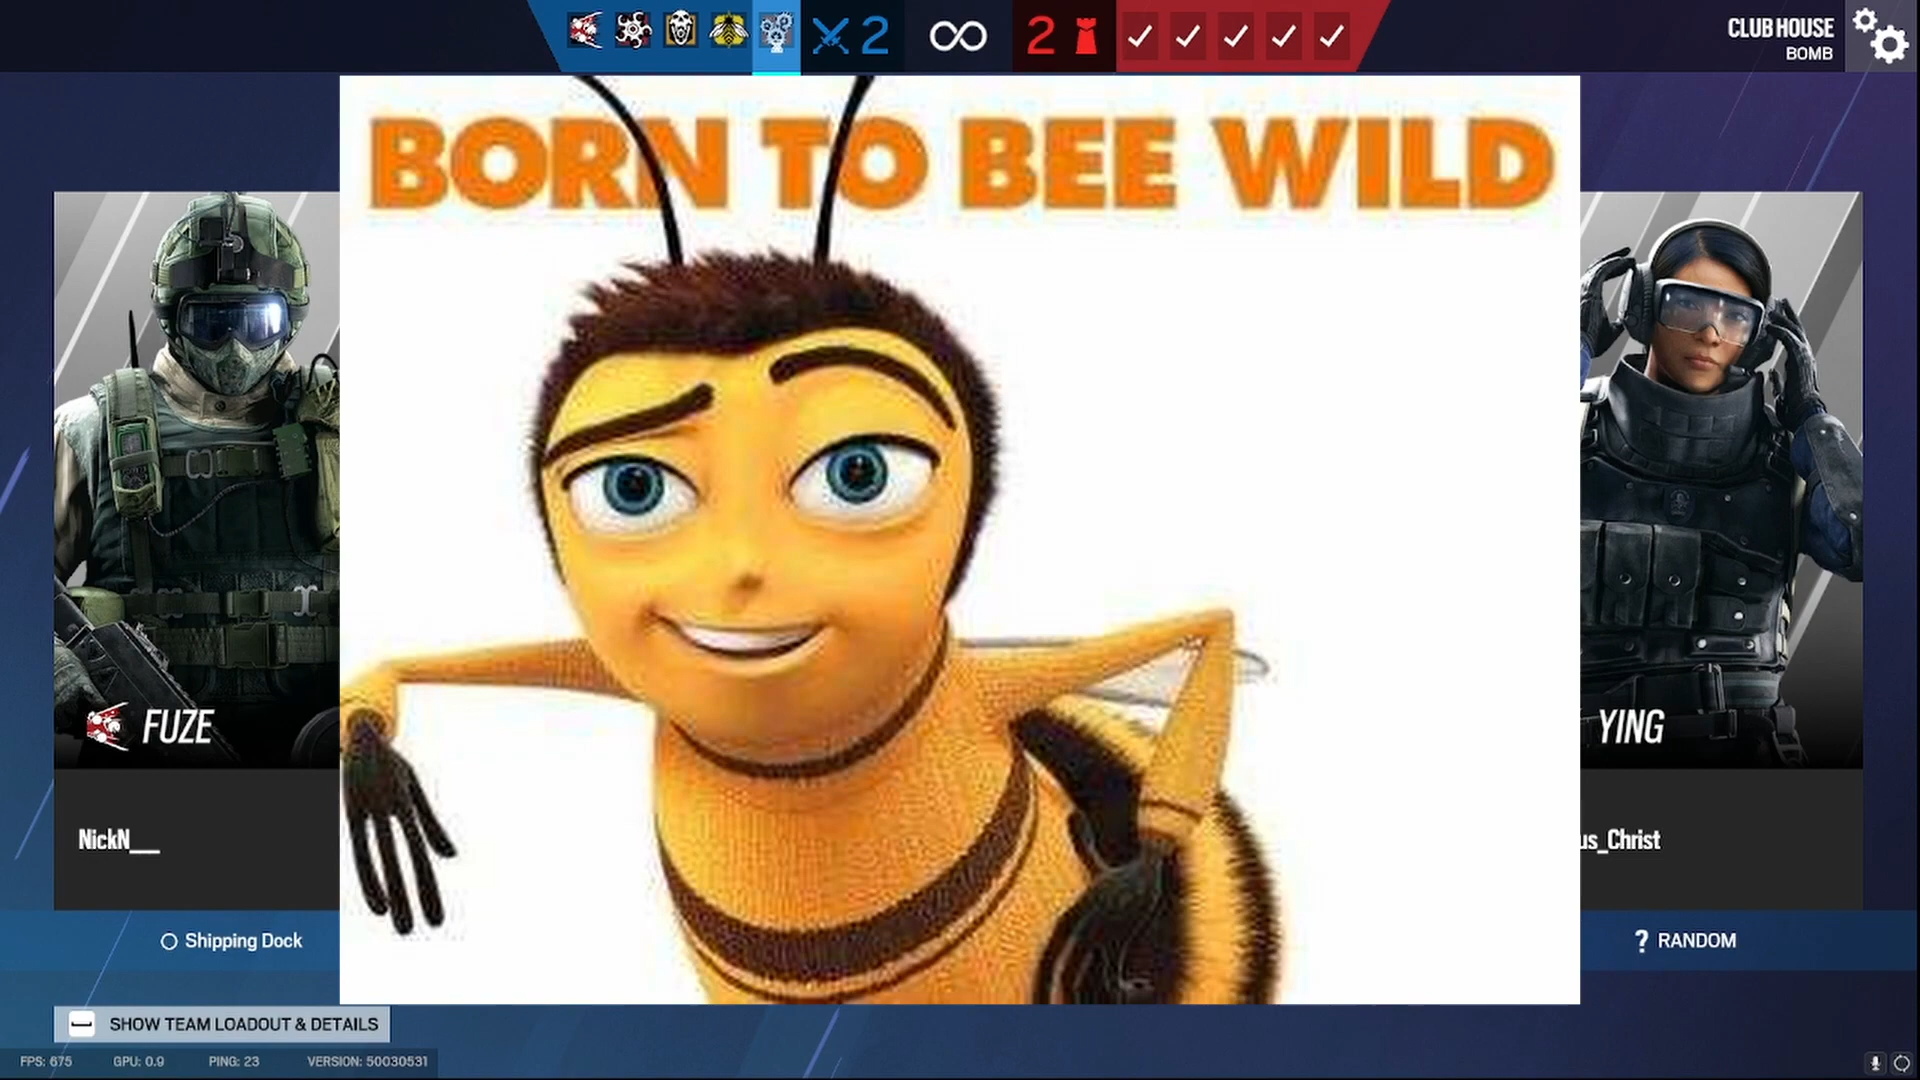 2 ∞ 2
CLUB HOUSE
BOMB
BORN TO BEE WILD
FUZE
YING
NickN___
us_Christ
Shipping Dock
? RANDOM
SHOW TEAM LOADOUT & DETAILS
FPS: 675 GPU: 0.9 PING: 23 VERSION: 50030531